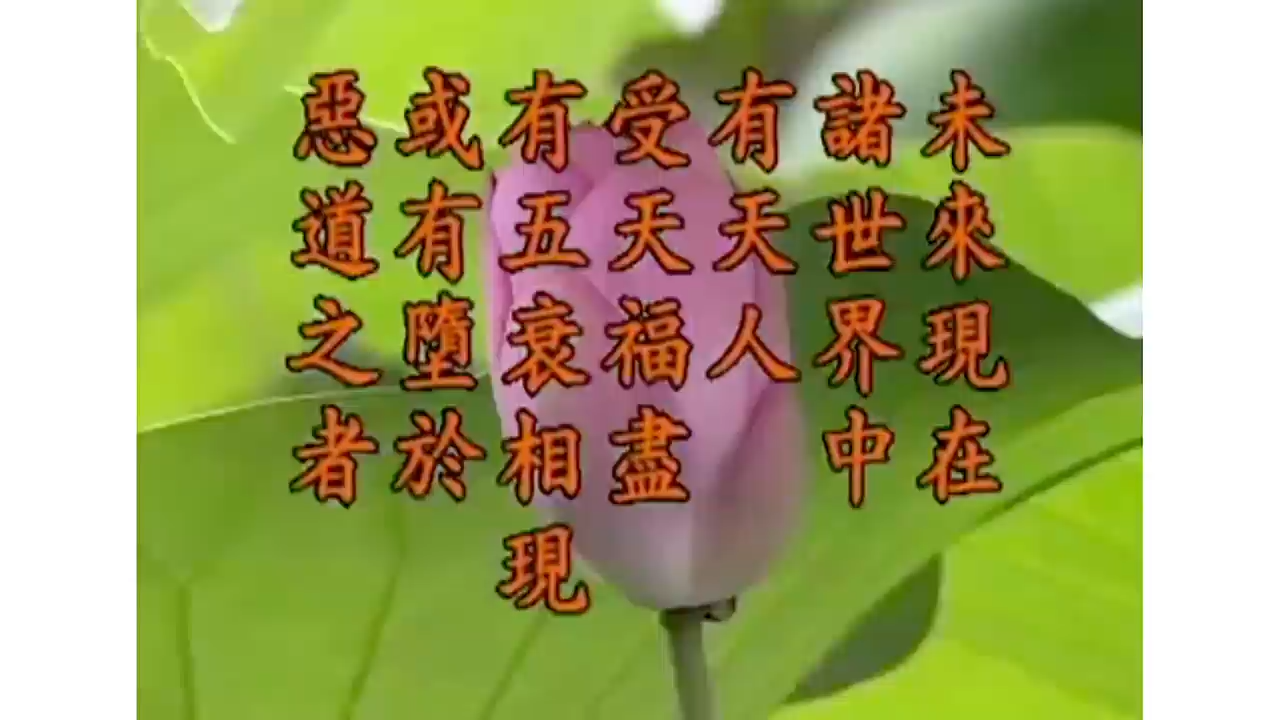 未來現在
諸世界中
有天人
受天福盡
有五衰相現
或有墮於
惡道之者